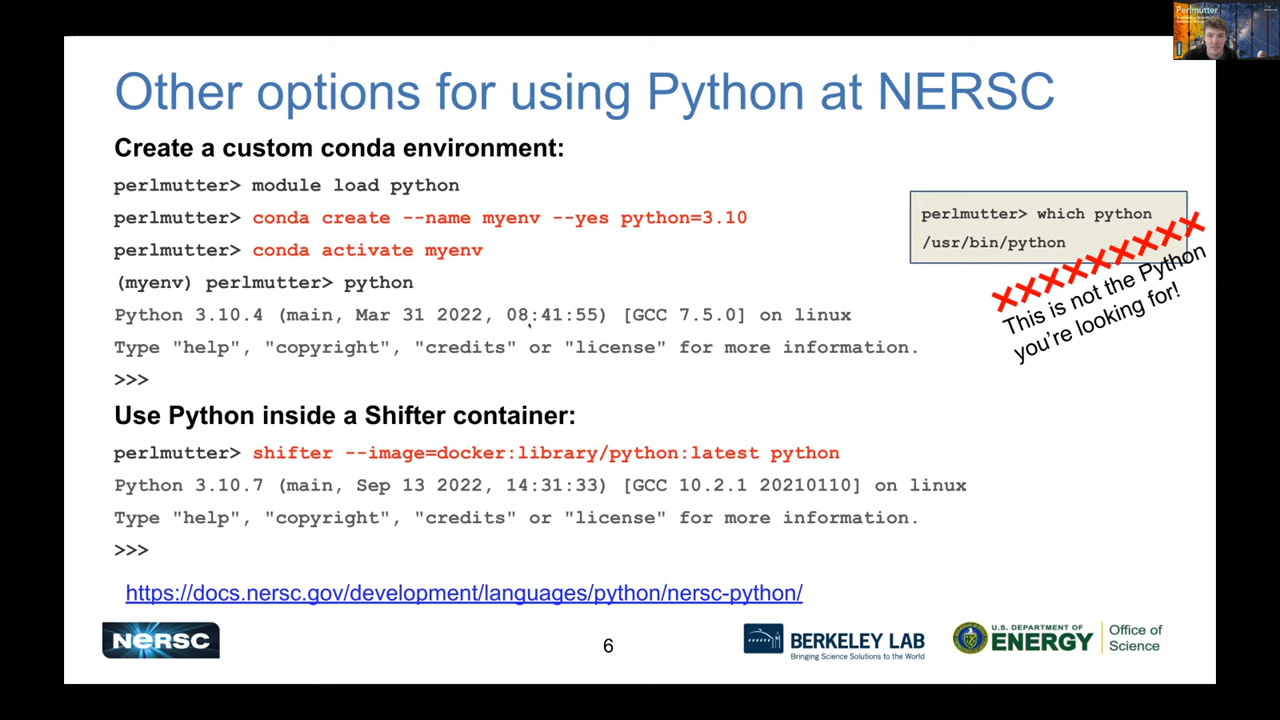 Perlmutter
Other options for using Python at NERSC
Create a custom conda environment:
perlmutter> module load python
perlmutter> conda create --name myenv --yes python=3.10
perlmutter> conda activate myenv
(myenv) perlmutter> python
Python 3.10.4 (main, Mar 31 2022, 08:41:55) [GCC 7.5.0] on linux
Type "help", "copyright", "credits" or "license" for more information.
>>>
perlmutter> which python
/usr/bin/python
This is not the Python
you're looking for!
Use Python inside a Shifter container:
perlmutter> shifter --image=docker:library/python:latest python
Python 3.10.7 (main, Sep 13 2022, 14:31:33) [GCC 10.2.1 20210110] on linux
Type "help", "copyright", "credits" or "license" for more information.
>>>
https://docs.nersc.gov/development/languages/python/nersc-python/
NERSC
6
BERKELEY LAB
Bringing Science Solutions to the World
U.S. DEPARTMENT OF
ENERGY
Office of
Science